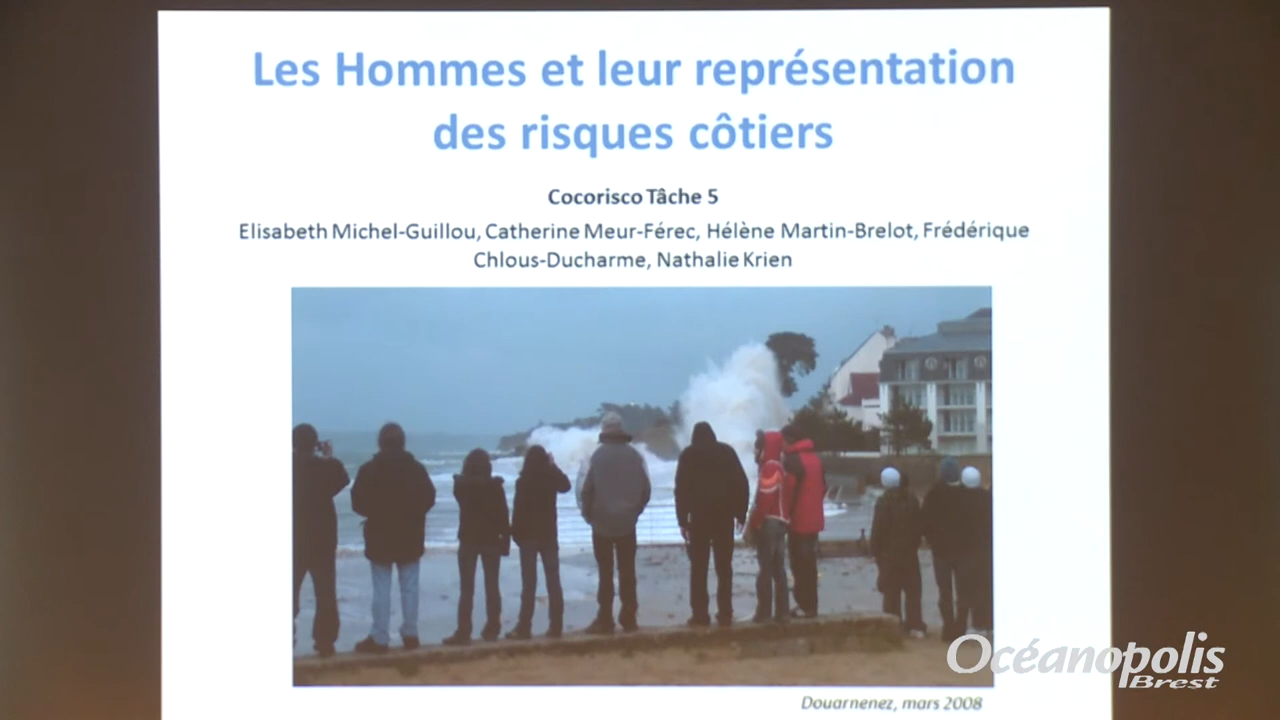 Les Hommes et leur représentation
des risques côtiers
Cocorisco Tâche 5
Elisabeth Michel-Guillou, Catherine Meur-Férec, Hélène Martin-Brelot, Frédérique
Chlous-Ducharme, Nathalie Krien
Océanopolis
Brest
Douarnenez, mars 2008